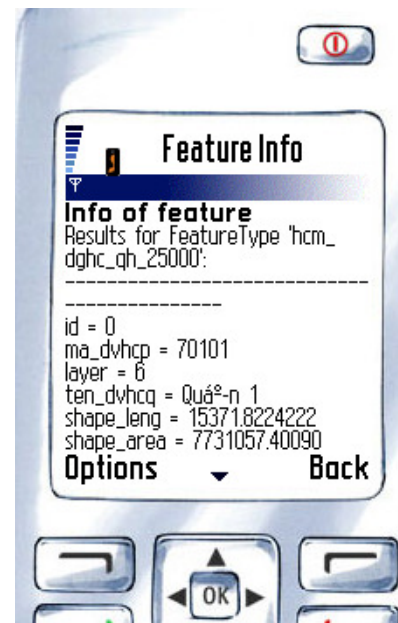 Feature Info
Info of feature
Results for FeatureType 'hcm_
dghc_qh_25000':
-----------------------------
---------------
id = 0
ma_dvhcp = 70101
layer = 6
ten_dvhcq = Quáº-n 1
shape_leng = 15371.8224222
shape_area = 7731057.40090
Options Back
OK